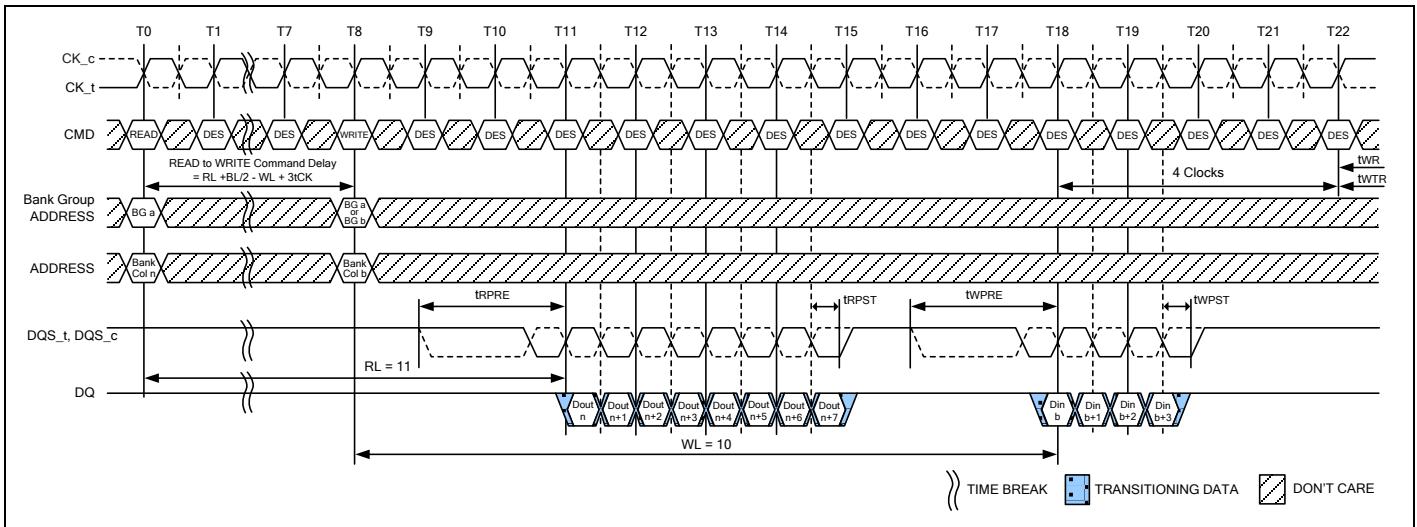 T0 T1 T7 T8 T9 T10 T11 T12 T13 T14 T15 T16 T17 T18 T19 T20 T21 T22
CK_c
CK_t
CMD READ DES DES WRITE DES DES DES DES DES DES DES DES DES DES DES DES DES DES
READ to WRITE Command Delay
= RL +BL/2 - WL + 3tCK
4 Clocks
tWR
tWTR
Bank Group
ADDRESS
BG a
BG a
or
BG b
ADDRESS
Bank
Col n
Bank
Col b
tRPRE tRPST tWPRE tWPST
DQS_t, DQS_c
RL = 11
DQ
Dout
n
Dout
n+1
Dout
n+2
Dout
n+3
Dout
n+4
Dout
n+5
Dout
n+6
Dout
n+7
Din
b
Din
b+1
Din
b+2
Din
b+3
WL = 10
TIME BREAK TRANSITIONING DATA DON'T CARE